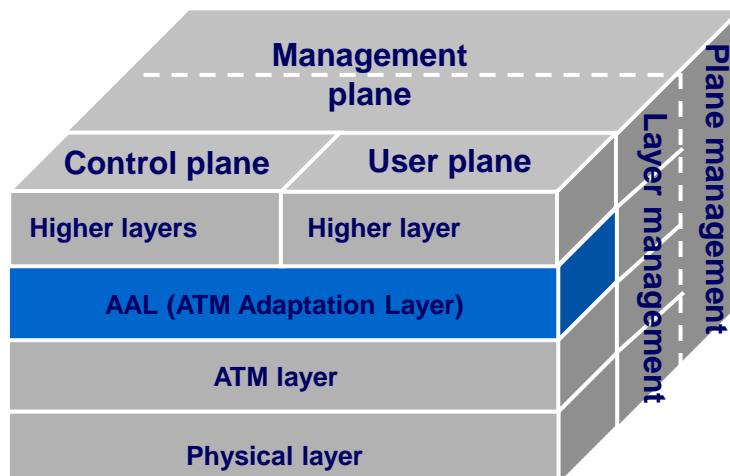 Management
plane
Control plane
User plane
Higher layers
Higher layer
AAL (ATM Adaptation Layer)
ATM layer
Physical layer
Layer management
Plane management